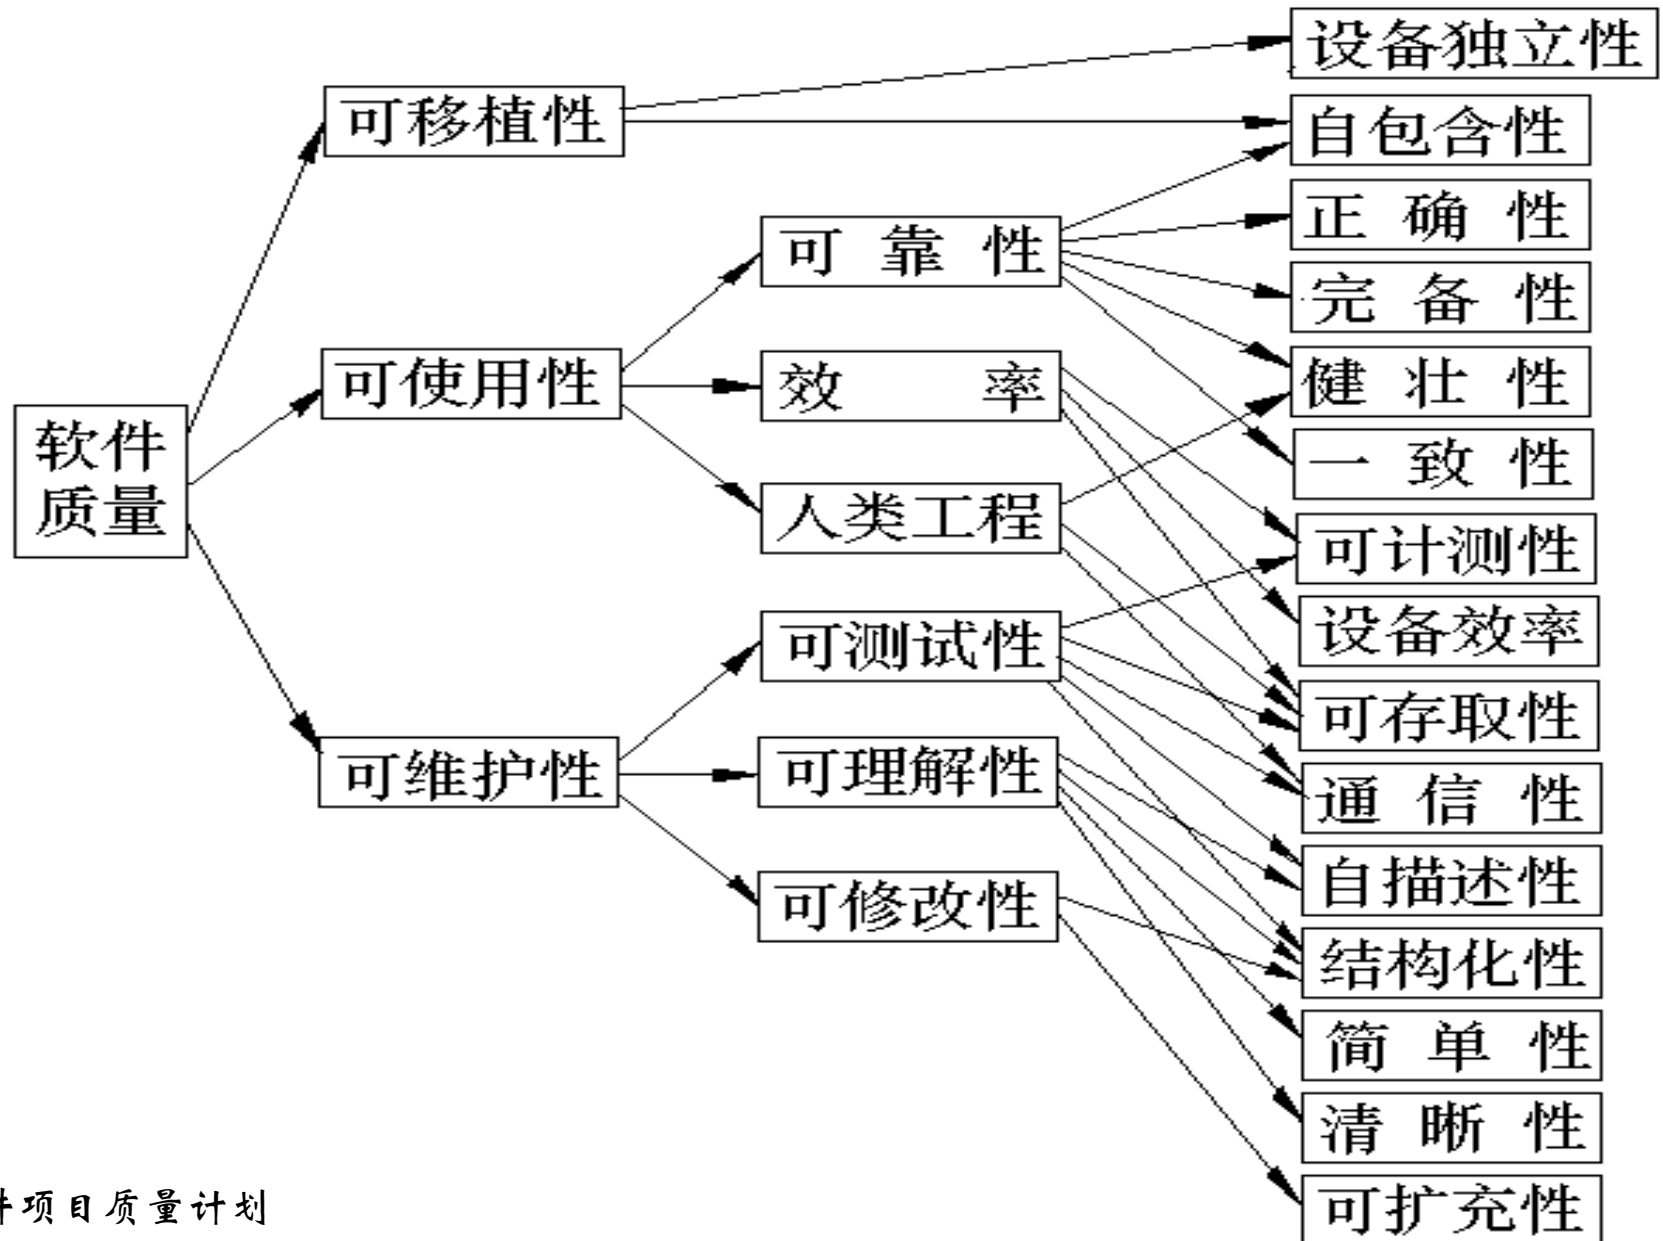 软件
质量
可移植性
可使用性
可维护性
可 靠 性
效 率
人类工程
可测试性
可理解性
可修改性
设备独立性
自包含性
正 确 性
完 备 性
健 壮 性
一 致 性
可计测性
设备效率
可存取性
通 信 性
自描述性
结构化性
简 单 性
清 晰 性
可扩充性
项目质量计划